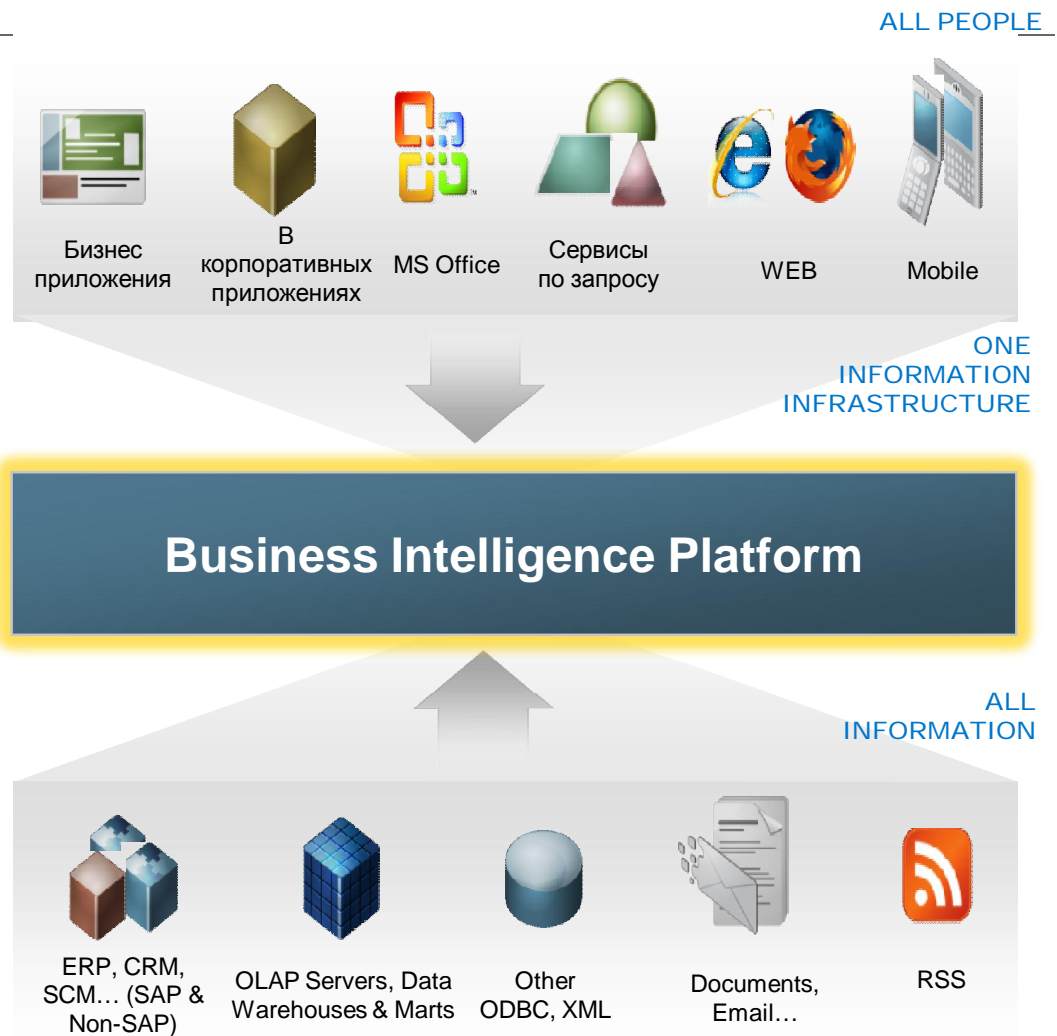 ALL PEOPLE
Бизнес
приложения
В
корпоративных
приложениях
MS Office
Сервисы
по запросу
WEB
Mobile
ONE
INFORMATION
INFRASTRUCTURE
Business Intelligence Platform
ALL
INFORMATION
ERP, CRM,
SCM… (SAP &
Non-SAP)
OLAP Servers, Data
Warehouses & Marts
Other
ODBC, XML
Documents,
Email…
RSS